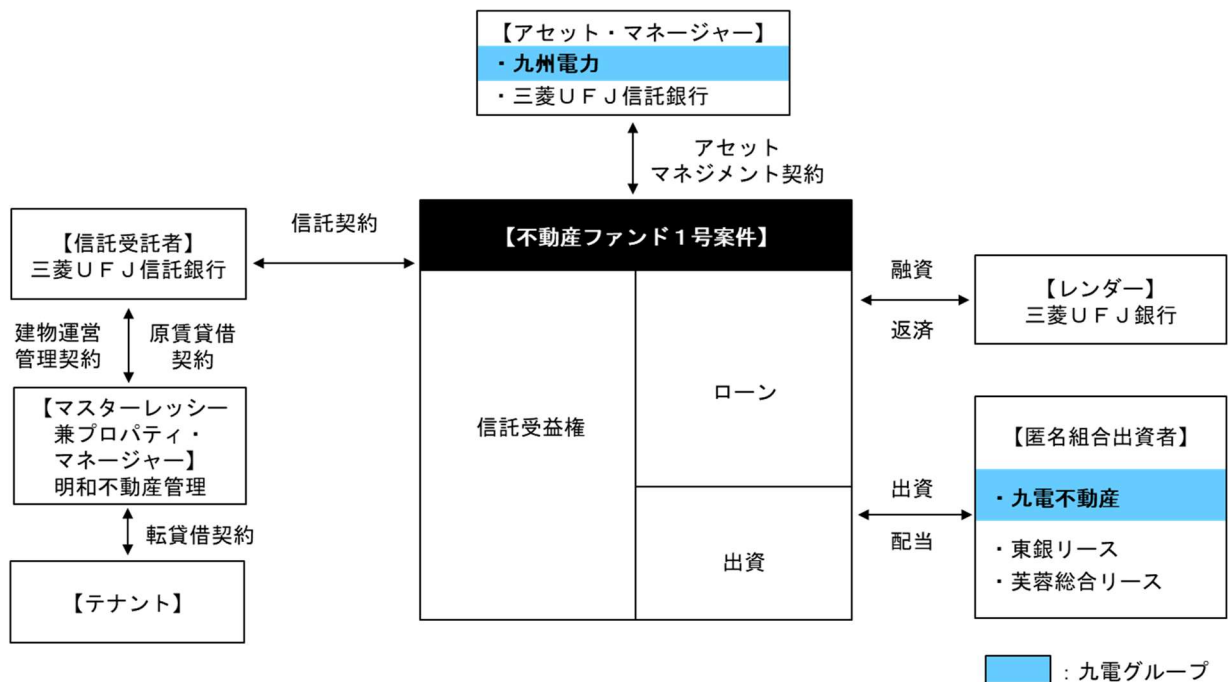 【アセット・マネージャー】
・九州電力
・三菱ＵＦＪ信託銀行
アセット
マネジメント契約
信託契約
【信託受託者】
三菱ＵＦＪ信託銀行
建物運営
管理契約
原賃貸借
契約
【マスターレッシー
兼プロパティ・
マネージャー】
明和不動産管理
転貸借契約
【テナント】
【不動産ファンド１号案件】
信託受益権
ローン
出資
融資
返済
【レンダー】
三菱ＵＦＪ銀行
出資
配当
【匿名組合出資者】
・九電不動産
・東銀リース
・芙蓉総合リース
：九電グループ